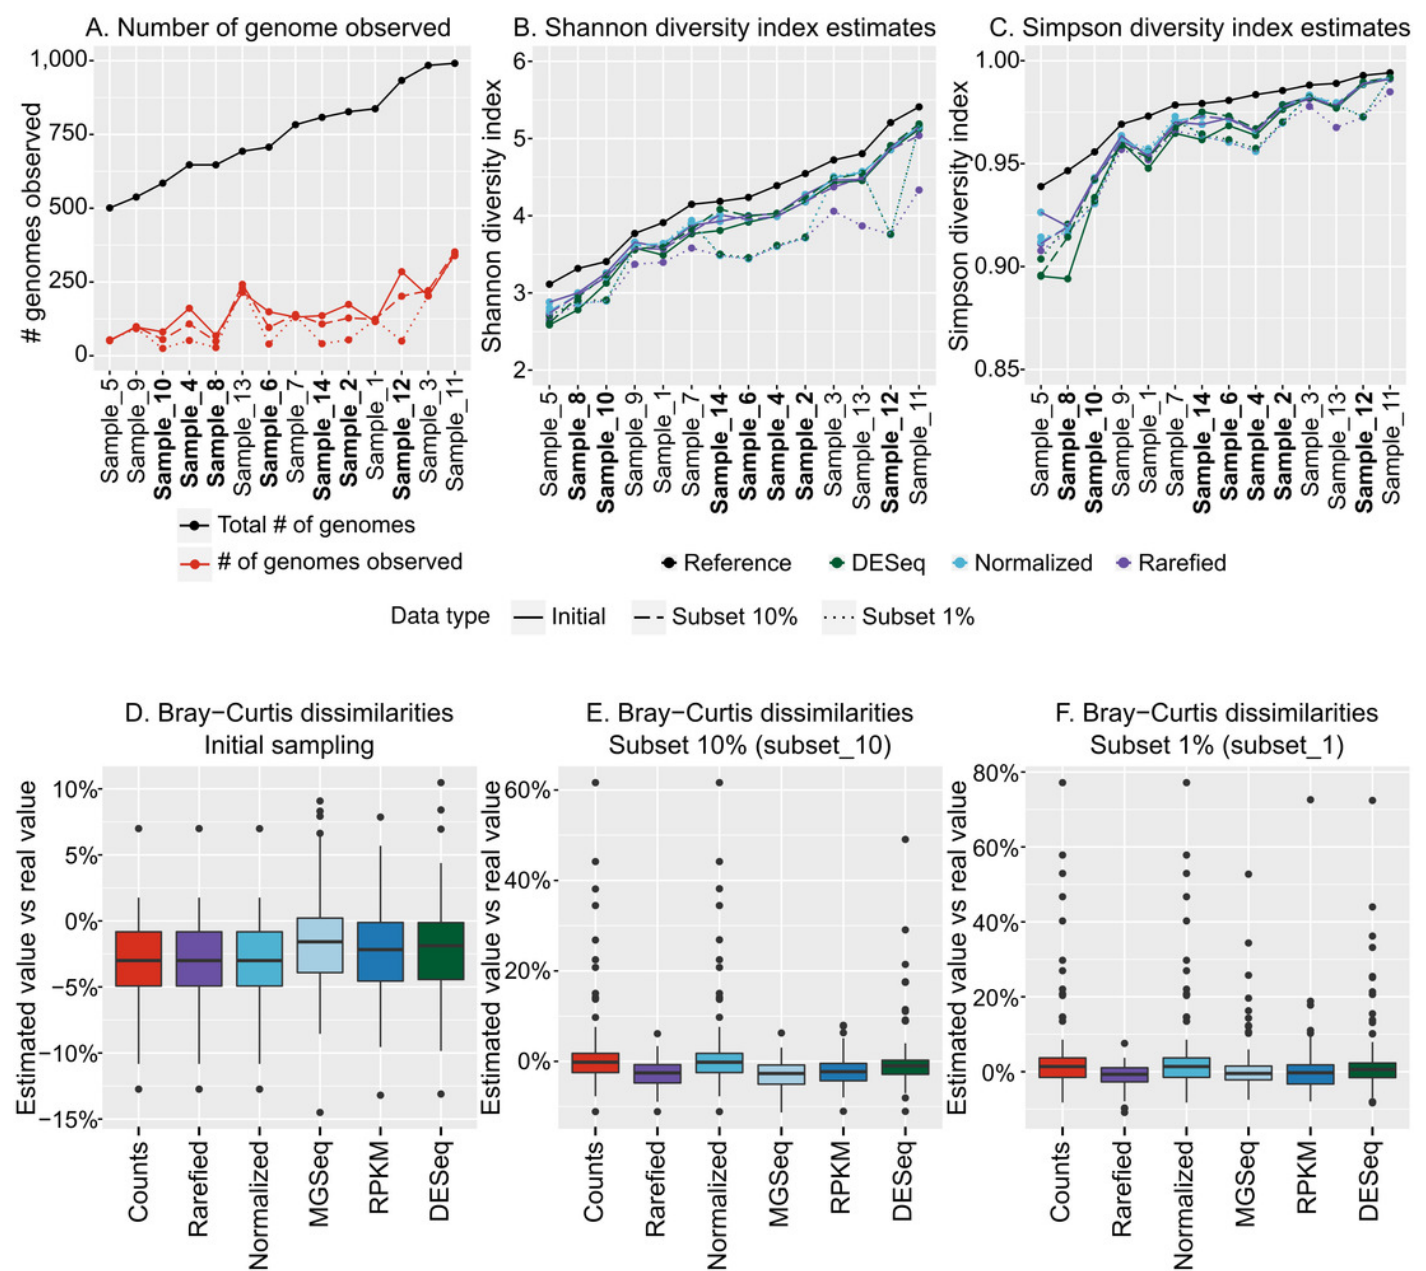 A. Number of genome observed
B. Shannon diversity index estimates
C. Simpson diversity index estimates
# genomes observed
1,000
750
500
250
0
Sample_5
Sample_9
Sample_10
Sample_4
Sample_8
Sample_13
Sample_6
Sample_7
Sample_14
Sample_2
Sample_1
Sample_12
Sample_3
Sample_11
Total # of genomes
# of genomes observed
Shannon diversity index
6
5
4
3
2
Sample_5
Sample_8
Sample_10
Sample_9
Sample_1
Sample_7
Sample_14
Sample_6
Sample_4
Sample_2
Sample_3
Sample_13
Sample_12
Sample_11
Simpson diversity index
1.00
0.95
0.90
0.85
Sample_5
Sample_8
Sample_10
Sample_9
Sample_1
Sample_7
Sample_14
Sample_6
Sample_4
Sample_2
Sample_3
Sample_13
Sample_12
Sample_11
Reference
DESeq
Normalized
Rarefied
Data type
Initial
Subset 10%
Subset 1%
D. Bray−Curtis dissimilarities
Initial sampling
Estimated value vs real value
10%
5%
0%
−5%
−10%
−15%
Counts
Rarefied
Normalized
MGSeq
RPKM
DESeq
E. Bray−Curtis dissimilarities
Subset 10% (subset_10)
Estimated value vs real value
60%
40%
20%
0%
Counts
Rarefied
Normalized
MGSeq
RPKM
DESeq
F. Bray−Curtis dissimilarities
Subset 1% (subset_1)
Estimated value vs real value
80%
60%
40%
20%
0%
Counts
Rarefied
Normalized
MGSeq
RPKM
DESeq